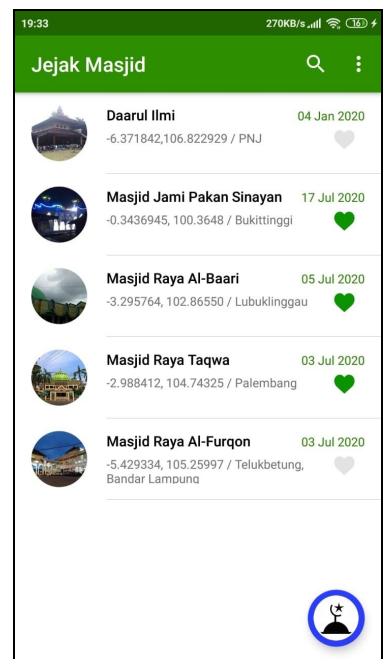 19:33
270KB/s 16
Jejak Masjid
Daarul Ilmi 04 Jan 2020
-6.371842,106.822929 / PNJ
Masjid Jami Pakan Sinayan 17 Jul 2020
-0.3436945, 100.3648 / Bukittinggi
Masjid Raya Al-Baari 05 Jul 2020
-3.295764, 102.86550 / Lubuklinggau
Masjid Raya Taqwa 03 Jul 2020
-2.988412, 104.74325 / Palembang
Masjid Raya Al-Furqon 03 Jul 2020
-5.429334, 105.25997 / Telukbetung,
Bandar Lampung